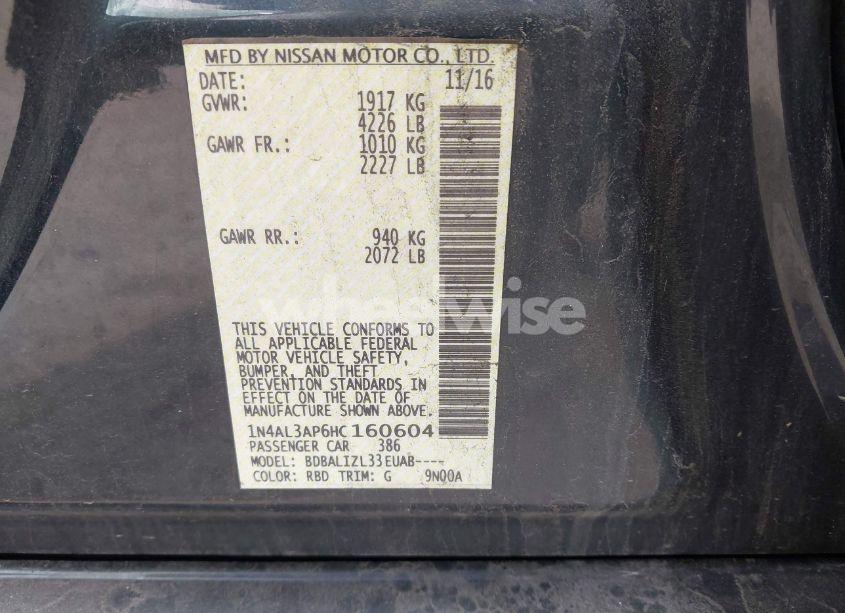 MFD BY NISSAN MOTOR CO., LTD.
DATE: 11/16
GVWR: 1917 KG
4226 LB
GAWR FR.: 1010 KG
2227 LB
GAWR RR.: 940 KG
2072 LB
wheelwise
THIS VEHICLE CONFORMS TO
ALL APPLICABLE FEDERAL
MOTOR VEHICLE SAFETY,
BUMPER, AND THEFT
PREVENTION STANDARDS IN
EFFECT ON THE DATE OF
MANUFACTURE SHOWN ABOVE.
1N4AL3AP6HC160604
PASSENGER CAR 386
MODEL: BDBALIZL33EUAB----
COLOR: RBD TRIM: G 9N00A